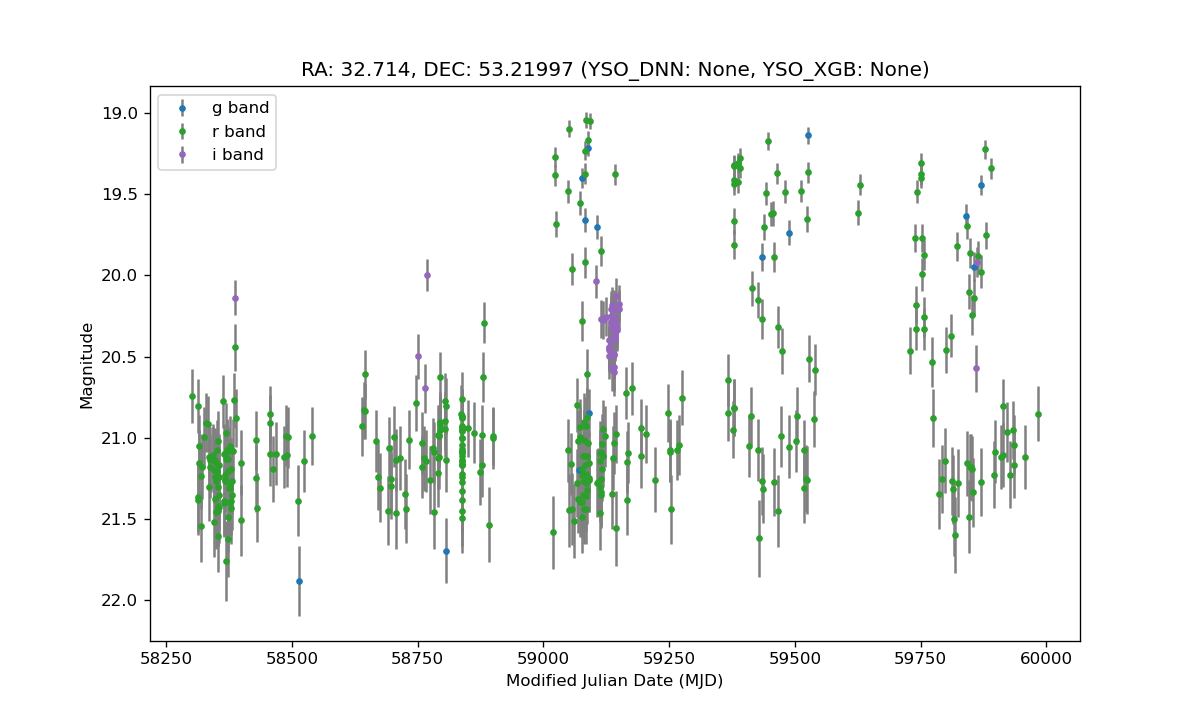 RA: 32.714, DEC: 53.21997 (YSO_DNN: None, YSO_XGB: None)
g band
r band
i band
19.0
19.5
20.0
20.5
21.0
21.5
22.0
Magnitude
58250
58500
58750
59000
59250
59500
59750
60000
Modified Julian Date (MJD)